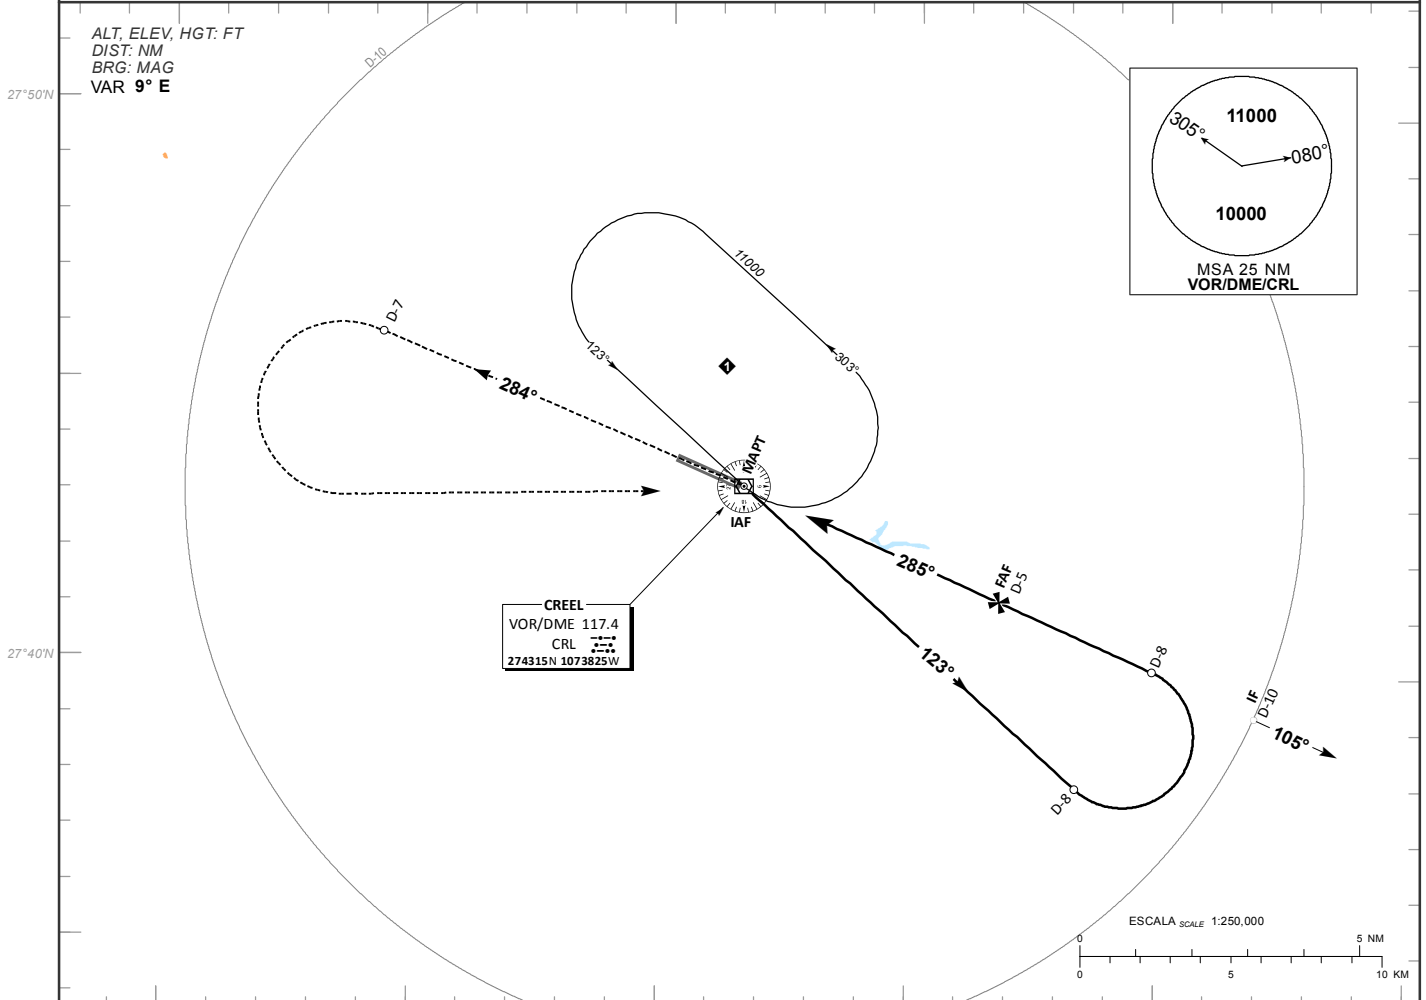 ALT, ELEV, HGT: FT
DIST: NM
BRG: MAG
VAR 9° E
D-10
27°50'N
11000
305°
080°
10000
MSA 25 NM
VOR/DME/CRL
11000
D-7
123°
303°
1
284°
MAPT
IAF
285°
FAF
D-5
CREEL
VOR/DME 117.4
CRL
274315N 1073825W
27°40'N
123°
D-8
IF
D-10
105°
D-8
ESCALA SCALE 1:250,000
0 5 NM
0 5 10 KM